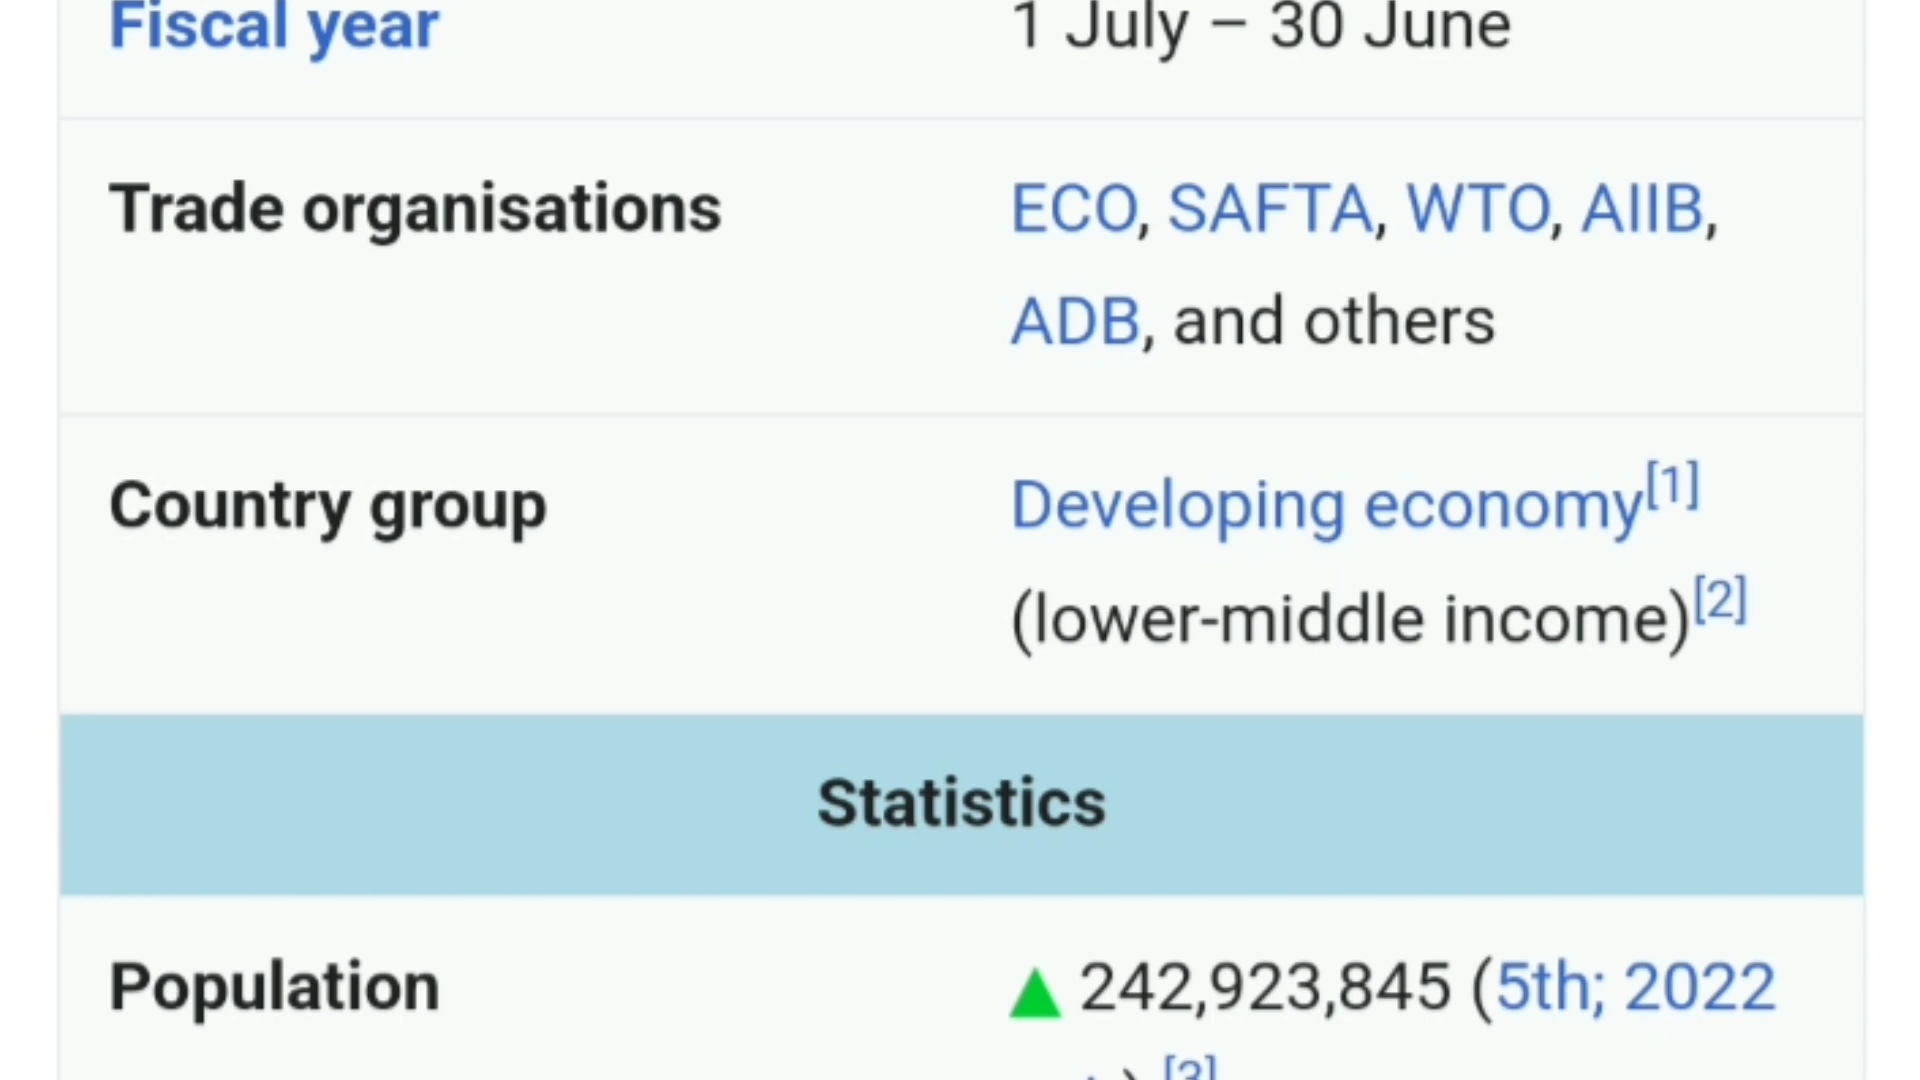 Fiscal year 1 July – 30 June
Trade organisations ECO, SAFTA, WTO, AIIB,
ADB, and others
Country group Developing economy[1]
(lower-middle income)[2]
Statistics
Population ▲ 242,923,845 (5th; 2022
[3]